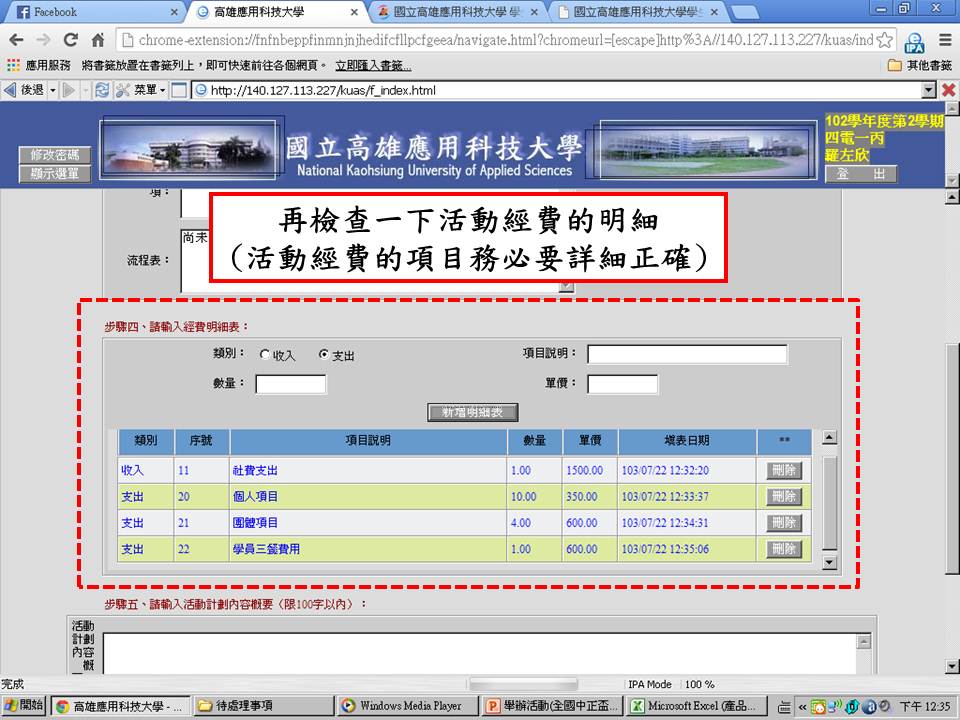 Facebook
高雄應用科技大學
國立高雄應用科技大學 學
國立高雄應用科技大學學生
chrome-extension://fnfnbeppfinmnjnjhedifcfllpcfgeea/navigate.html?chromeurl=[escape]http%3A//140.127.113.227/kuas/ind
應用服務 將書籤放置在書籤列上，即可快速前往各個網頁。 立即匯入書籤...
其他書籤
後退 菜單 http://140.127.113.227/kuas/f_index.html
修改密碼
顯示選單
國立高雄應用科技大學
National Kaohsiung University of Applied Sciences
102學年度第2學期
四電一丙
羅左欣
登 出
項：
再檢查一下活動經費的明細
（活動經費的項目務必要詳細正確）
流程表：
尚未
步驟四、請輸入經費明細表：
類別： 收入 支出 項目說明：
數量： 單價：
新增明細表
類別 序號 項目說明 數量 單價 填表日期 **
收入 11 社費支出 1.00 1500.00 103/07/22 12:32:20 刪除
支出 20 個人項目 10.00 350.00 103/07/22 12:33:37 刪除
支出 21 團體項目 4.00 600.00 103/07/22 12:34:31 刪除
支出 22 學員三餐費用 1.00 600.00 103/07/22 12:35:06 刪除
步驟五、請輸入活動計劃內容概要（限100字以內）：
活動
計劃
內容
概
完成
IPA Mode 100 %
開始 高雄應用科技大學 - ... 待處理事項 Windows Media Player 舉辦活動(全國中正盃... Microsoft Excel (產品... 下午 12:35